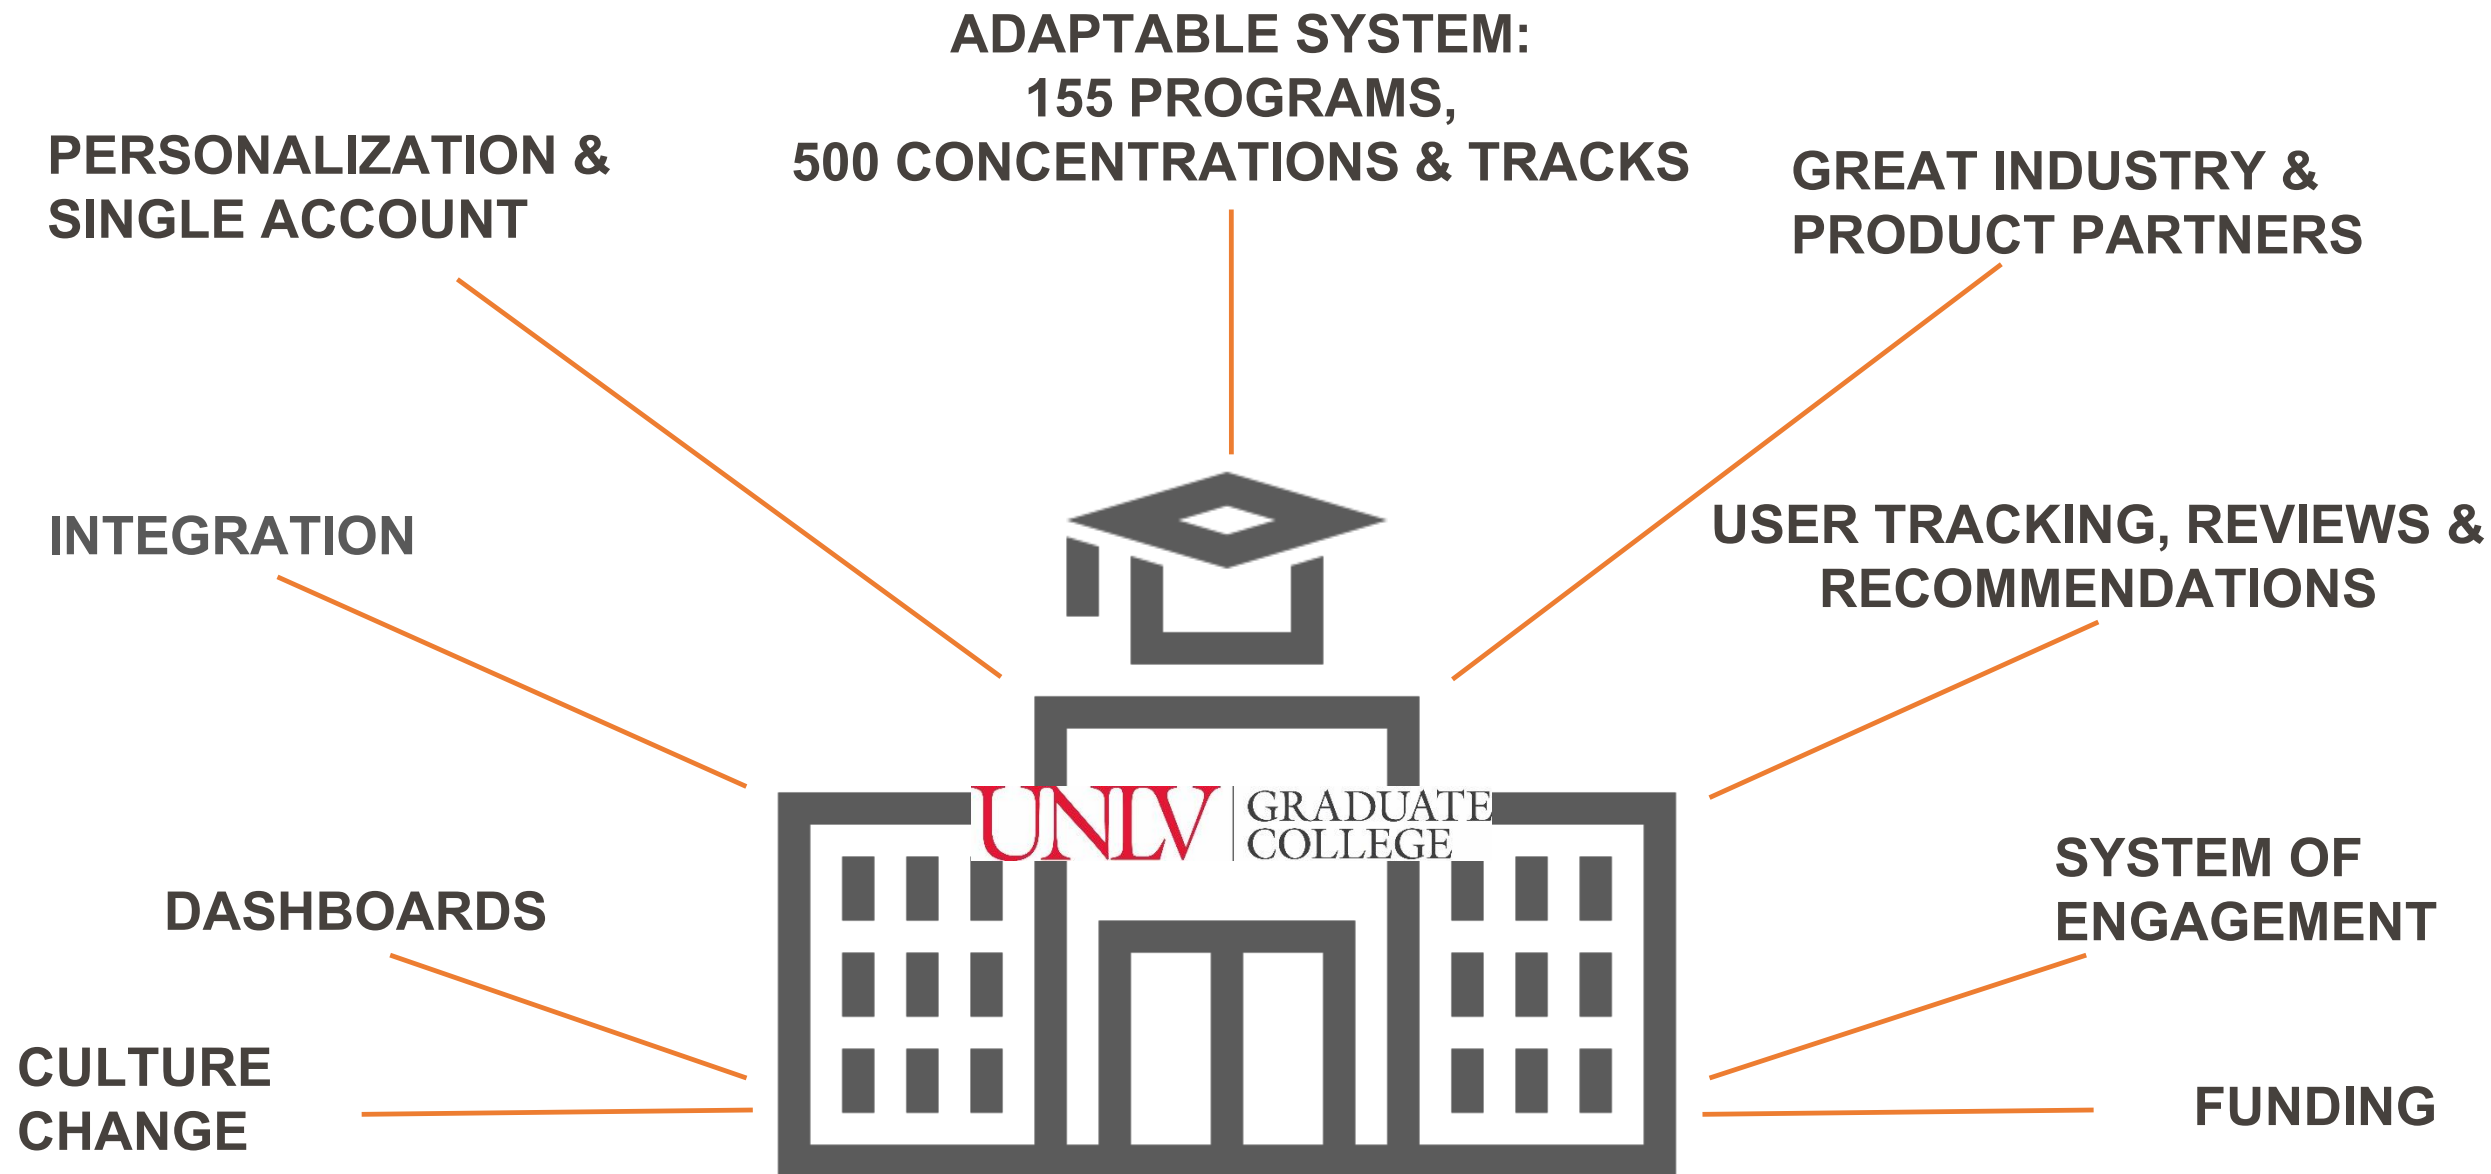 ADAPTABLE SYSTEM:
155 PROGRAMS,
500 CONCENTRATIONS & TRACKS
PERSONALIZATION &
SINGLE ACCOUNT
GREAT INDUSTRY &
PRODUCT PARTNERS
INTEGRATION
USER TRACKING, REVIEWS &
RECOMMENDATIONS
UNLV
GRADUATE
COLLEGE
DASHBOARDS
SYSTEM OF
ENGAGEMENT
CULTURE
CHANGE
FUNDING